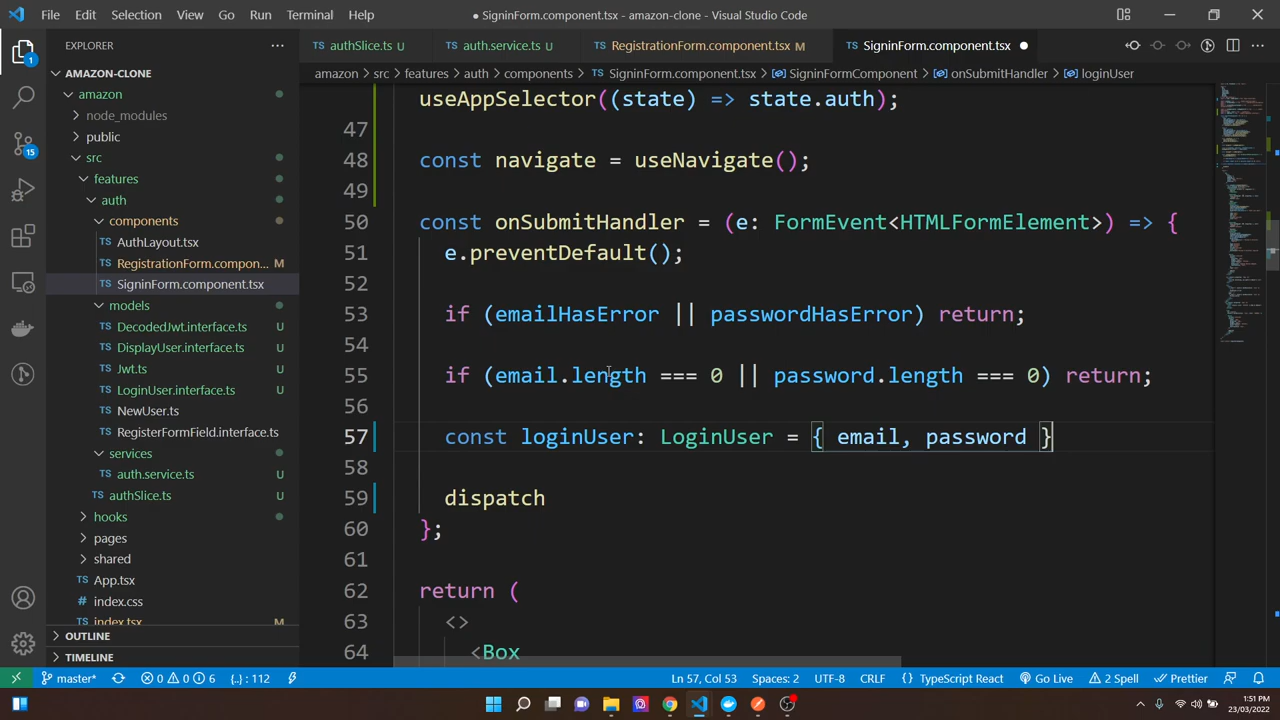 File Edit Selection View Go Run Terminal Help
● SigninForm.component.tsx - amazon-clone - Visual Studio Code
EXPLORER
AMAZON-CLONE
amazon
node_modules
public
src
features
auth
components
AuthLayout.tsx
RegistrationForm.compon... M
SigninForm.component.tsx
models
DecodedJwt.interface.ts U
DisplayUser.interface.ts U
Jwt.ts U
LoginUser.interface.ts U
NewUser.ts U
RegisterFormField.interface.ts U
services
auth.service.ts U
authSlice.ts U
hooks
pages
shared
App.tsx
index.css
index.tsx M
OUTLINE
TIMELINE
authSlice.ts U auth.service.ts U RegistrationForm.component.tsx M SigninForm.component.tsx ●
amazon > src > features > auth > components > SigninForm.component.tsx > SigninFormComponent > onSubmitHandler > loginUser
useAppSelector((state) => state.auth);
47
48 const navigate = useNavigate();
49
50 const onSubmitHandler = (e: FormEvent<HTMLFormElement>) => {
51 e.preventDefault();
52
53 if (emailHasError || passwordHasError) return;
54
55 if (email.length === 0 || password.length === 0) return;
56
57 const loginUser: LoginUser = { email, password }
58
59 dispatch
60 };
61
62 return (
63 <>
64 <Box
master* 0 0 6 {..} : 112 Ln 57, Col 53 Spaces: 2 UTF-8 CRLF {} TypeScript React Go Live 2 Spell Prettier
1:51 PM
23/03/2022